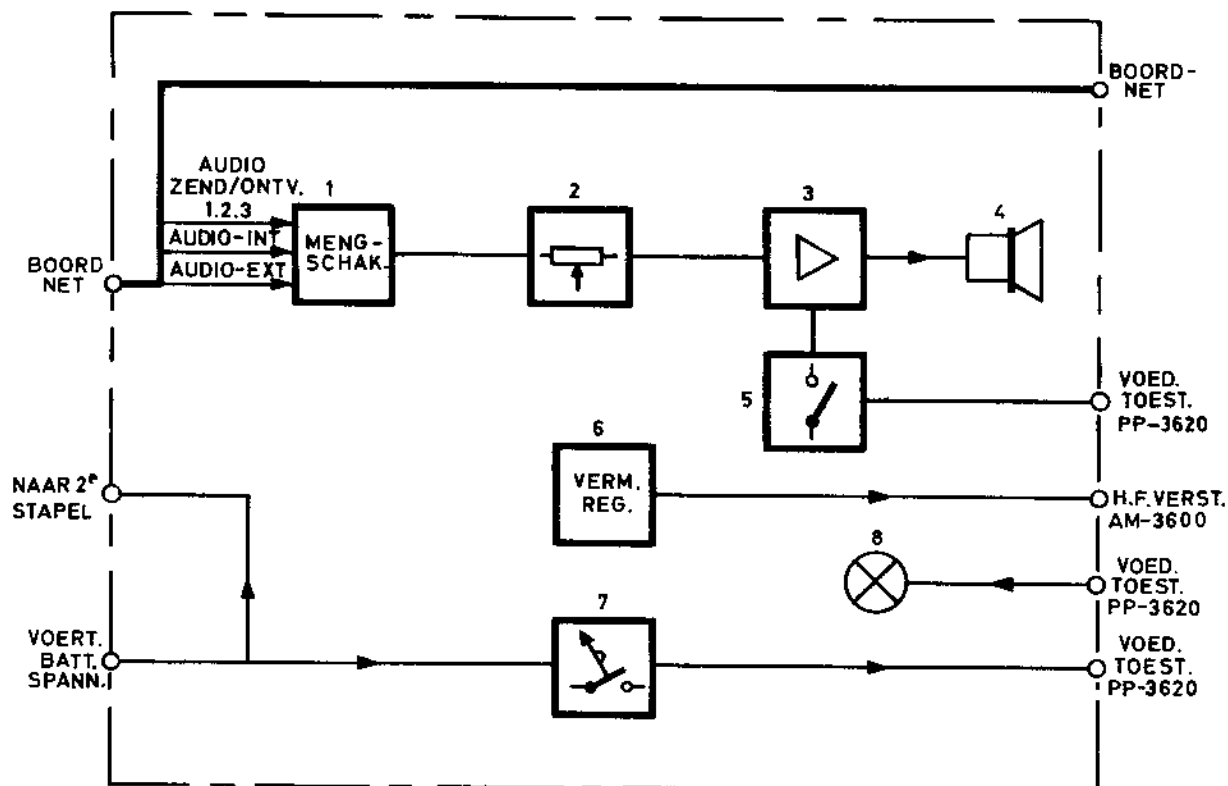 BOORD-
NET
AUDIO
ZEND/ONTV.
1.2.3
AUDIO-INT
AUDIO-EXT
BOORD
NET
1
MENG-
SCHAK.
2
3
4
5
VOED.
TOEST.
PP-3620
6
VERM.
REG.
NAAR 2e
STAPEL
H.F.VERST.
AM-3600
8
VOED.
TOEST.
PP-3620
7
VOERT.
BATT.
SPANN.
VOED.
TOEST.
PP-3620